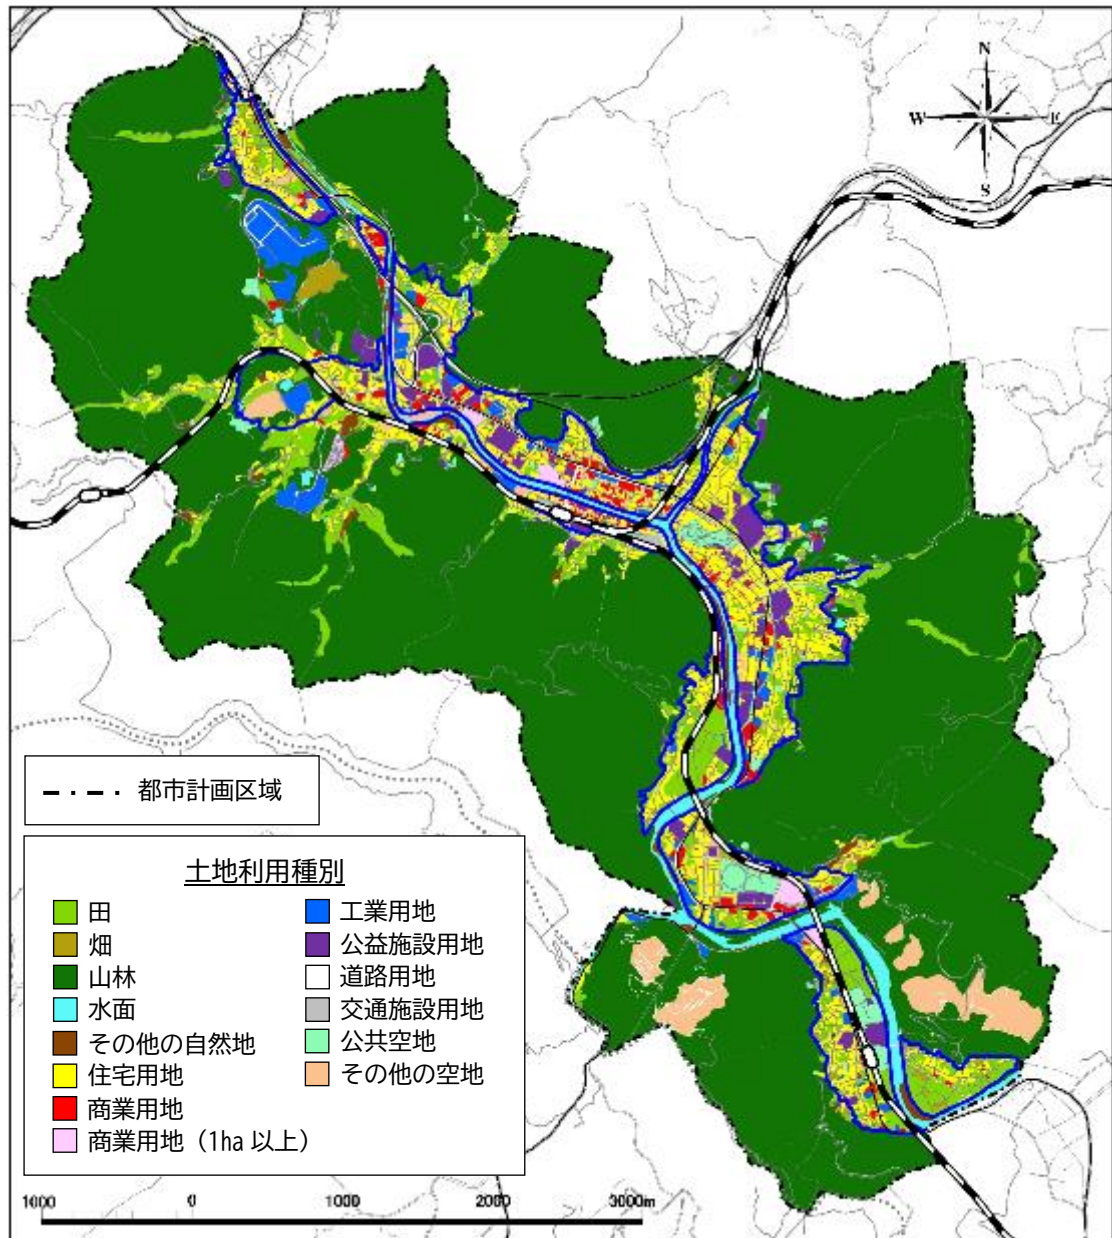 N
W E
S
都市計画区域
土地利用種別
田
畑
山林
水面
その他の自然地
住宅用地
商業用地
商業用地（1ha 以上）
工業用地
公益施設用地
道路用地
交通施設用地
公共空地
その他の空地
1000 0 1000 2000 3000m